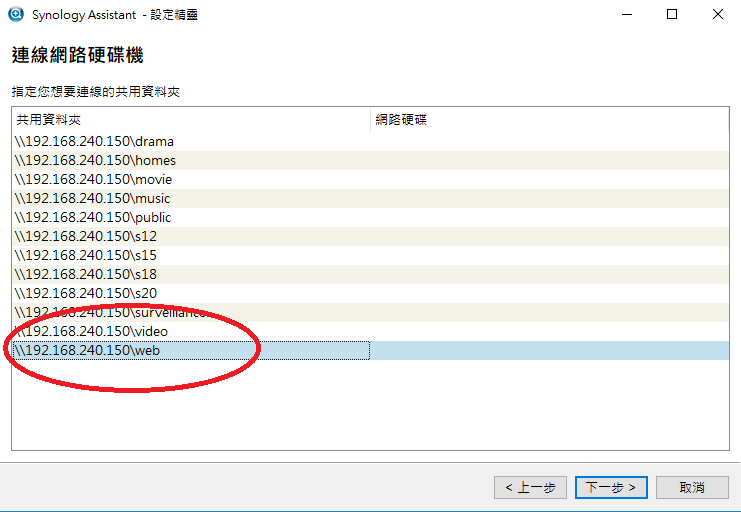 Synology Assistant - 設定精靈
連線網路硬碟機
指定您想要連線的共用資料夾
共用資料夾 網路硬碟
\\192.168.240.150\drama
\\192.168.240.150\homes
\\192.168.240.150\movie
\\192.168.240.150\music
\\192.168.240.150\public
\\192.168.240.150\s12
\\192.168.240.150\s15
\\192.168.240.150\s18
\\192.168.240.150\s20
\\192.168.240.150\surveillance
\\192.168.240.150\video
\\192.168.240.150\web
< 上一步 下一步 > 取消